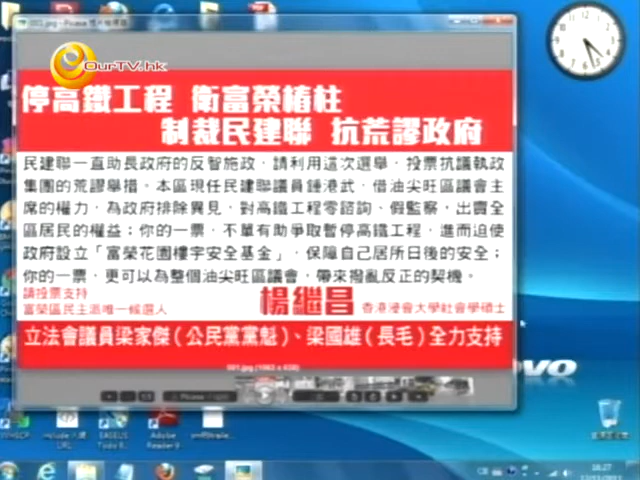 OurTV.hk
停高鐵工程 衛富榮樁柱
制裁民建聯 抗荒謬政府
民建聯一直助長政府的反智施政，請利用這次選舉，投票抗議執政
集團的荒謬舉措。本區現任民建聯議員鍾港武，借油尖旺區議會主
席的權力，為政府排除異見，對高鐵工程零諮詢、假監察，出賣全
區居民的權益；你的一票，不單有助爭取暫停高鐵工程，進而迫使
政府設立「富榮花園樓宇安全基金」，保障自己居所日後的安全；
你的一票，更可以為整個油尖旺區議會，帶來撥亂反正的契機。
請投票支持
富榮區民主派唯一候選人
楊繼昌 香港浸會大學社會學碩士
立法會議員梁家傑（公民黨黨魁）、梁國雄（長毛）全力支持
Adobe
Reader 9
URL
18:27